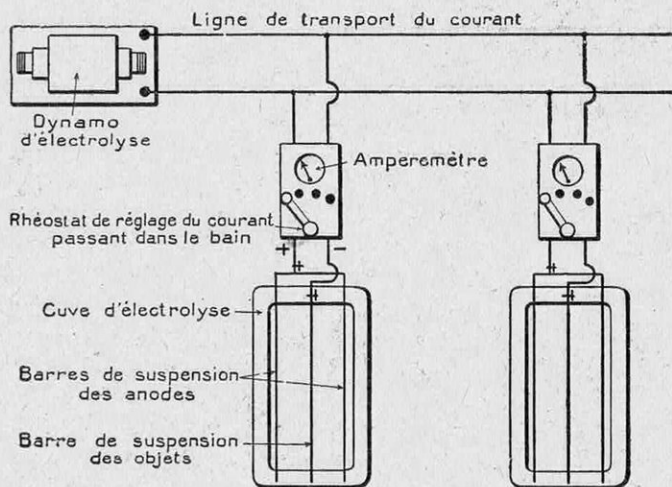 Ligne de transport du courant
Dynamo
d'électrolyse
Amperomètre
Rhéostat de réglage du courant
passant dans le bain
+
−
Cuve d'électrolyse
Barres de suspension
des anodes
Barre de suspension
des objets